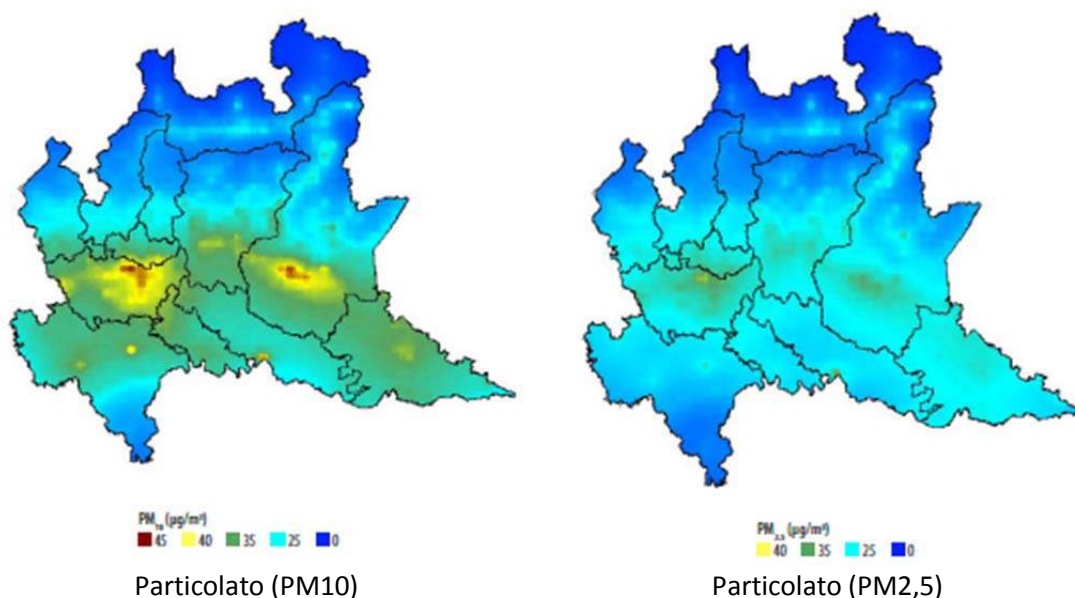 PM10 (µg/m³)
45 40 35 25 0
Particolato (PM10)
PM2.5 (µg/m³)
40 35 25 0
Particolato (PM2,5)